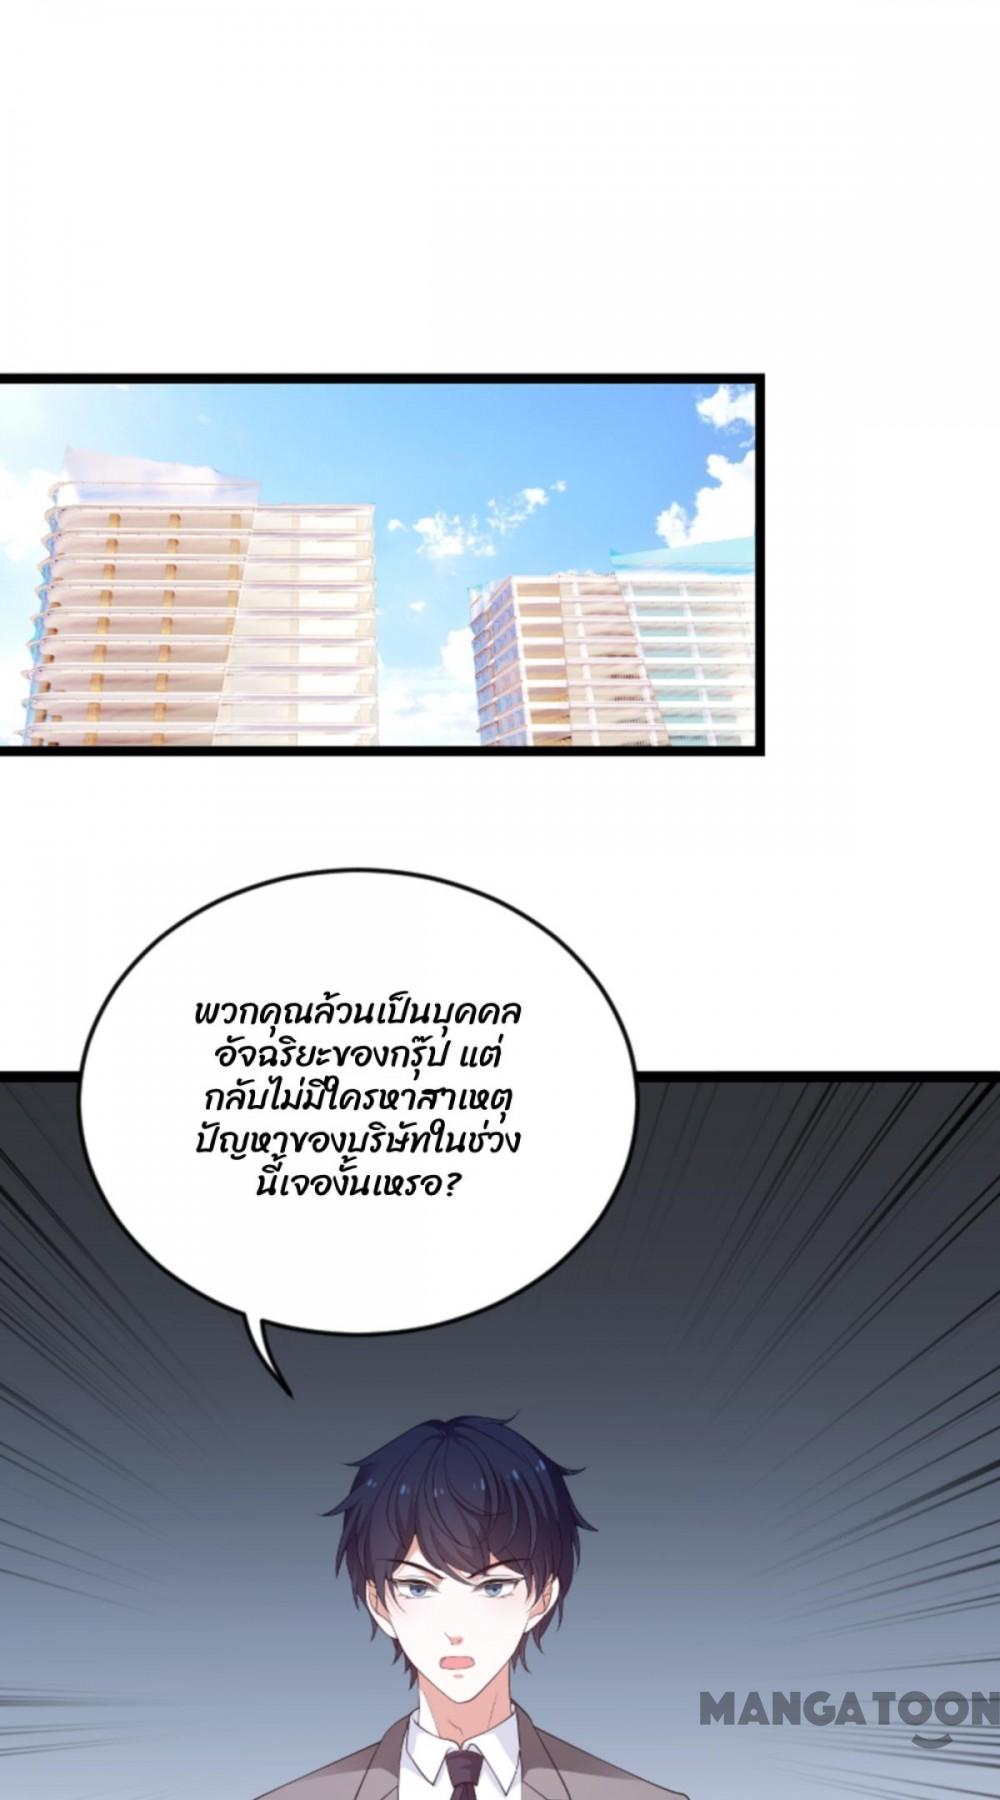 พวกคุณล้วนเป็นบุคคล
อัจฉริยะของกรุ๊ป แต่
กลับไม่มีใครหาสาเหตุ
ปัญหาของบริษัทในช่วง
นี้เจองั้นเหรอ?
MANGATOON